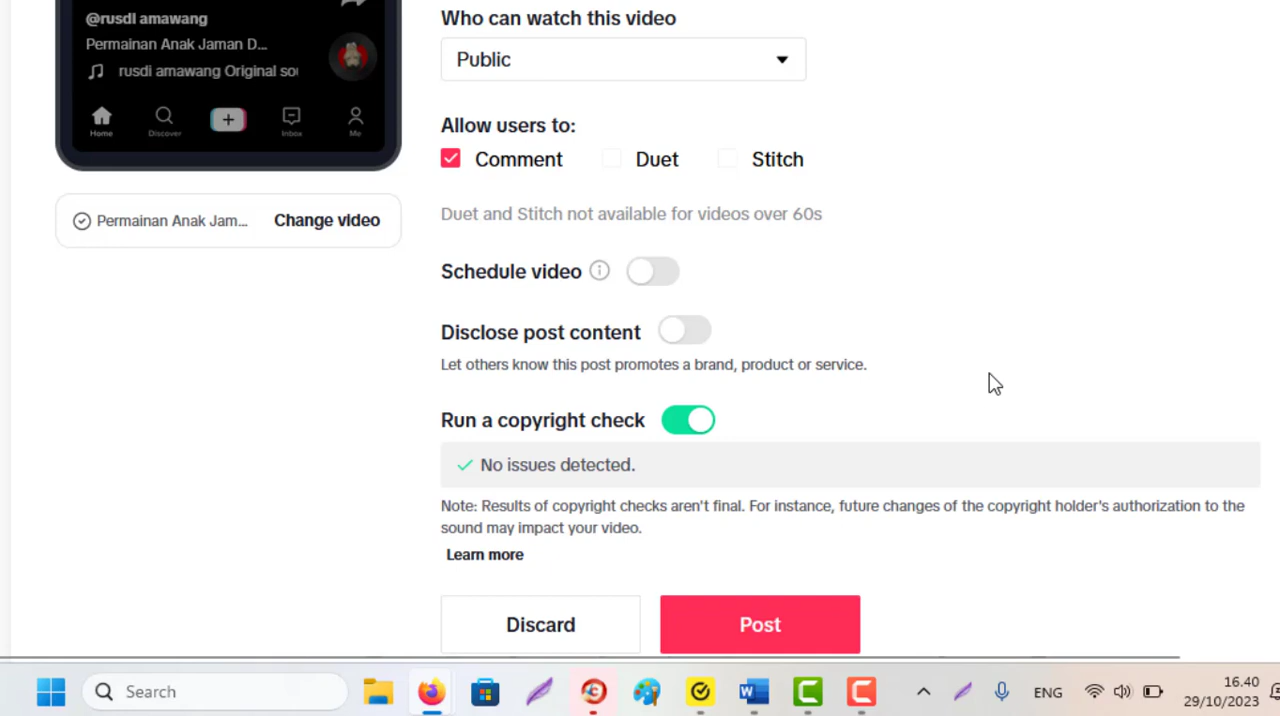 @rusdi amawang
Permainan Anak Jaman D...
rusdi amawang Original sou
Home Discover Inbox Me
Permainan Anak Jam... Change video
Who can watch this video
Public
Allow users to:
Comment Duet Stitch
Duet and Stitch not available for videos over 60s
Schedule video
Disclose post content
Let others know this post promotes a brand, product or service.
Run a copyright check
No issues detected.
Note: Results of copyright checks aren't final. For instance, future changes of the copyright holder's authorization to the
sound may impact your video.
Learn more
Discard Post
Search
ENG
16.40
29/10/2023